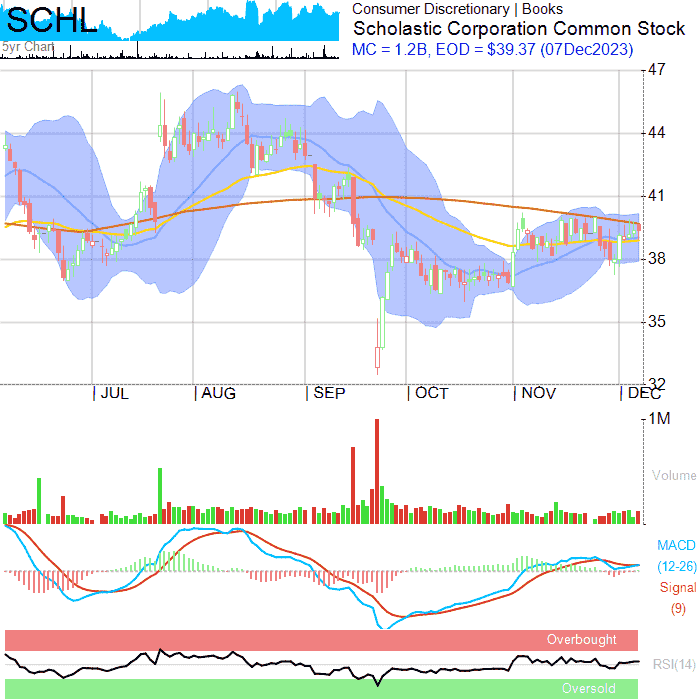 SCHL
5yr Chart
Consumer Discretionary | Books
Scholastic Corporation Common Stock
MC = 1.2B, EOD = $39.37 (07Dec2023)
47
44
41
38
35
32
JUL AUG SEP OCT NOV DEC
1M
Volume
MACD
(12-26)
Signal
(9)
Overbought
RSI(14)
Oversold